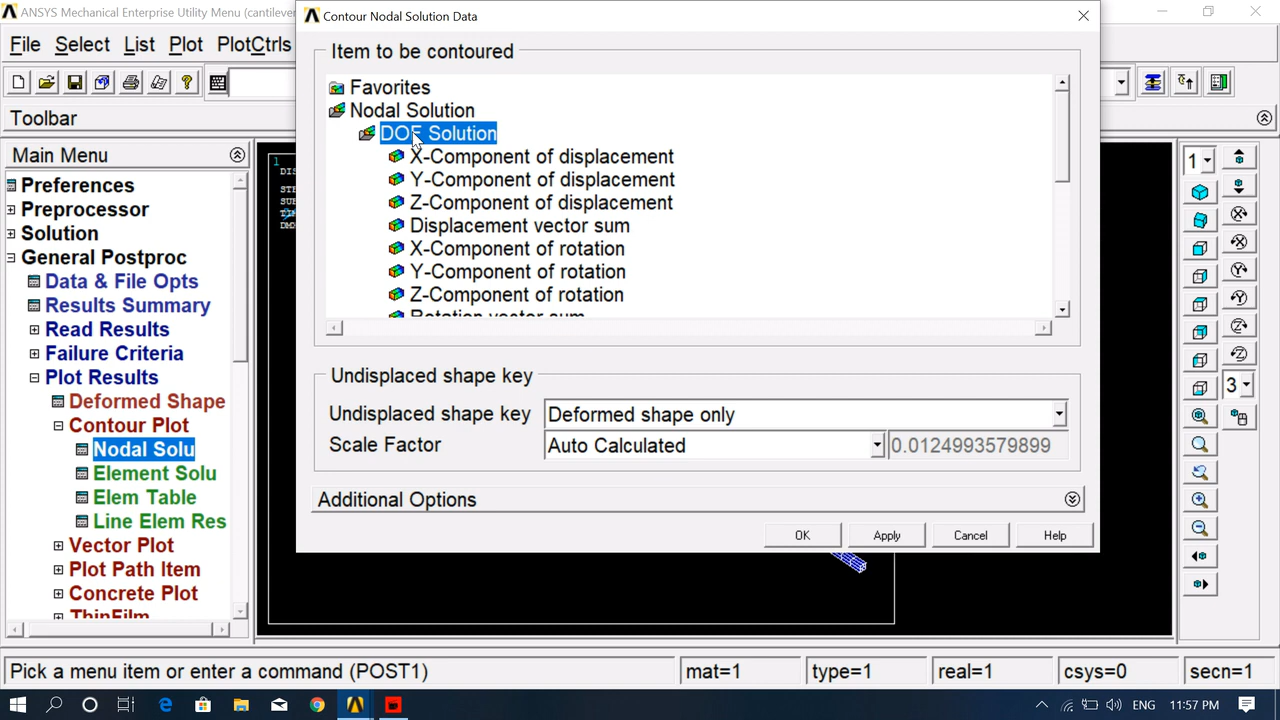 ANSYS Mechanical Enterprise Utility Menu (cantilever
Contour Nodal Solution Data
File Select List Plot PlotCtrls
Item to be contoured
Favorites
Nodal Solution
DOF Solution
X-Component of displacement
Y-Component of displacement
Z-Component of displacement
Displacement vector sum
X-Component of rotation
Y-Component of rotation
Z-Component of rotation
Rotation vector sum
Undisplaced shape key
Undisplaced shape key Deformed shape only
Scale Factor Auto Calculated 0.0124993579899
Additional Options
OK Apply Cancel Help
Toolbar
Main Menu
Preferences
Preprocessor
Solution
General Postproc
Data & File Opts
Results Summary
Read Results
Failure Criteria
Plot Results
Deformed Shape
Contour Plot
Nodal Solu
Element Solu
Elem Table
Line Elem Res
Vector Plot
Plot Path Item
Concrete Plot
ThinFilm
1
1
3
Pick a menu item or enter a command (POST1) mat=1 type=1 real=1 csys=0 secn=1
ENG 11:57 PM